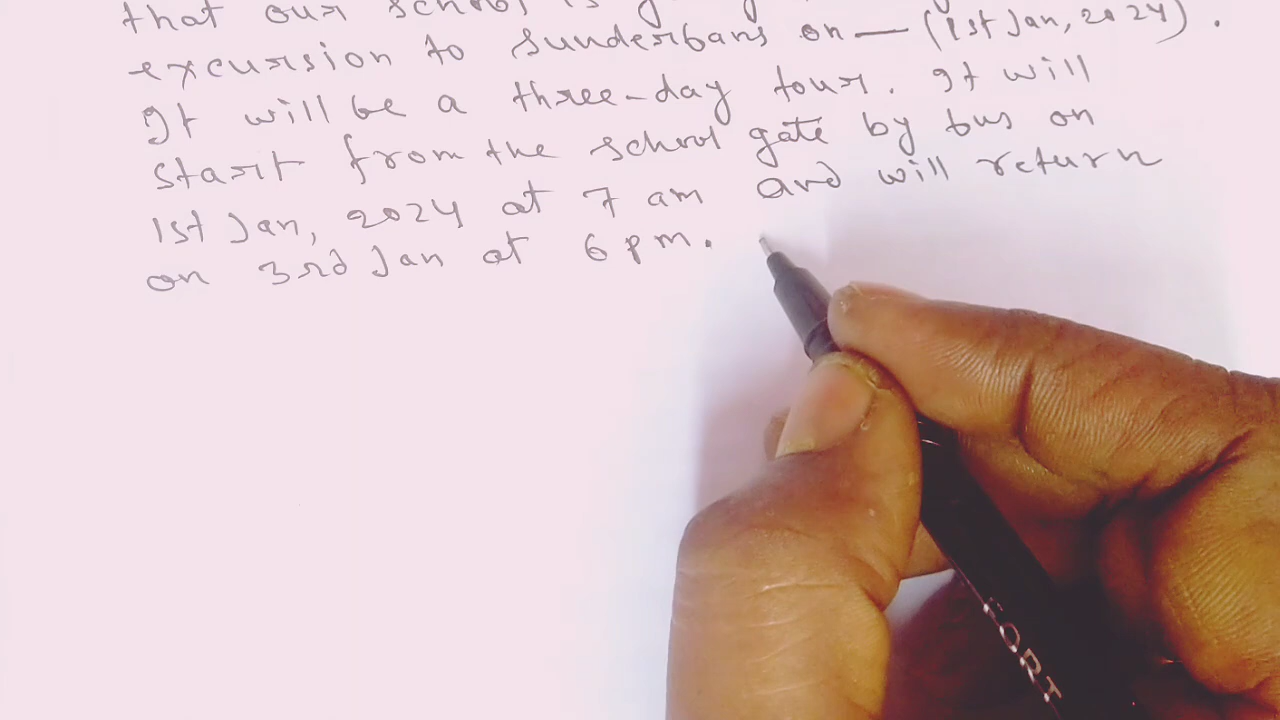 that our school is
excursion to Sunderbans on — (1st Jan, 2024).
It will be a three-day tour. It will
start from the school gate by bus on
1st Jan, 2024 at 7 am and will return
on 3rd Jan at 6 pm.
FORT